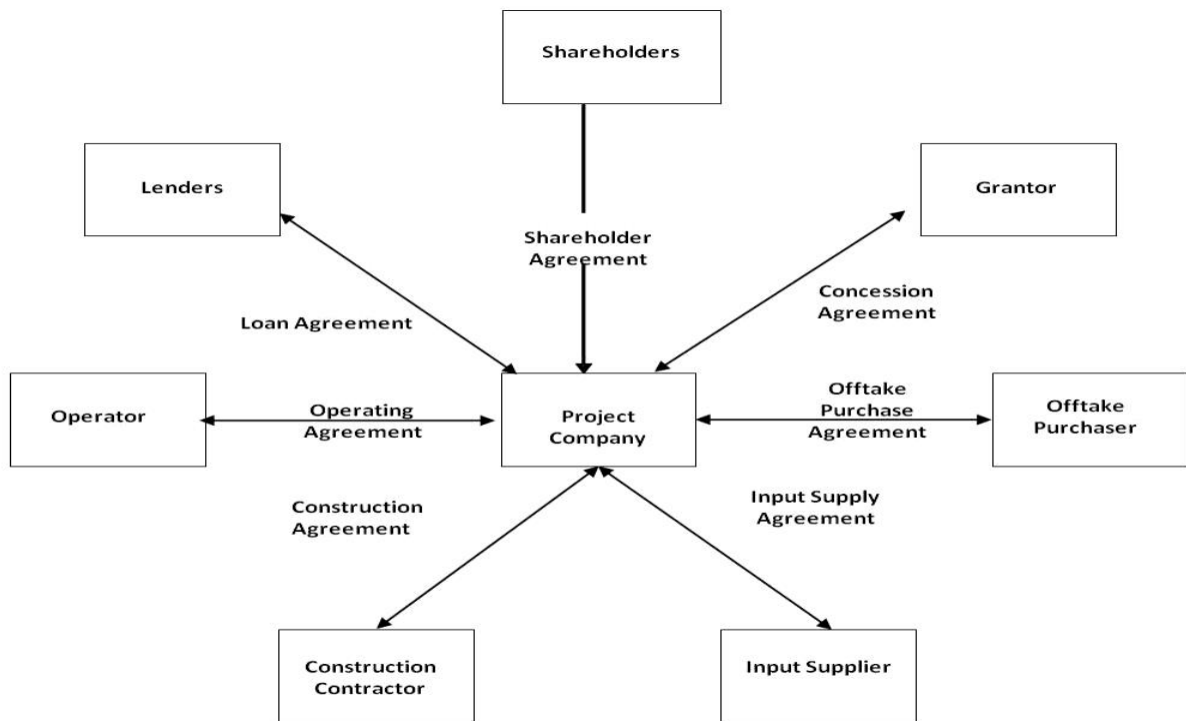 Shareholders
Lenders
Grantor
Shareholder
Agreement
Concession
Agreement
Loan Agreement
Operator
Operating
Agreement
Project
Company
Offtake
Purchase
Agreement
Offtake
Purchaser
Construction
Agreement
Input Supply
Agreement
Construction
Contractor
Input Supplier